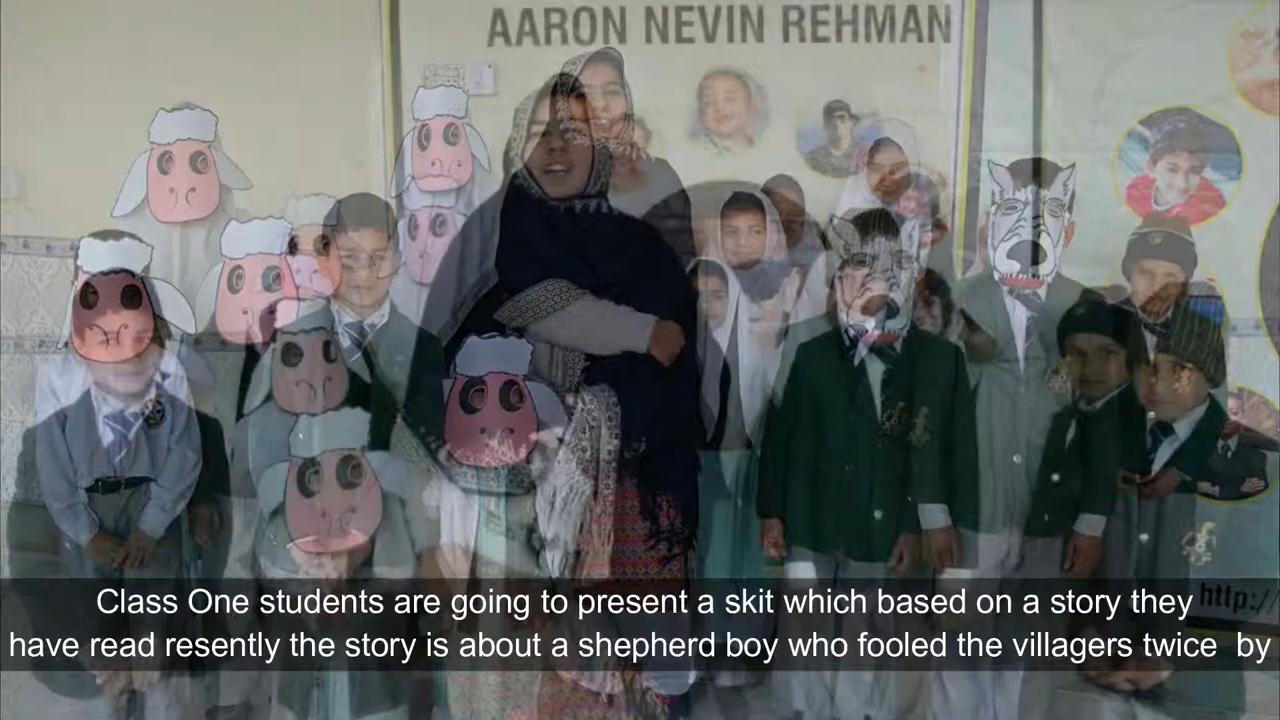 AARON NEVIN REHMAN
http://
Class One students are going to present a skit which based on a story they
have read resently the story is about a shepherd boy who fooled the villagers twice  by